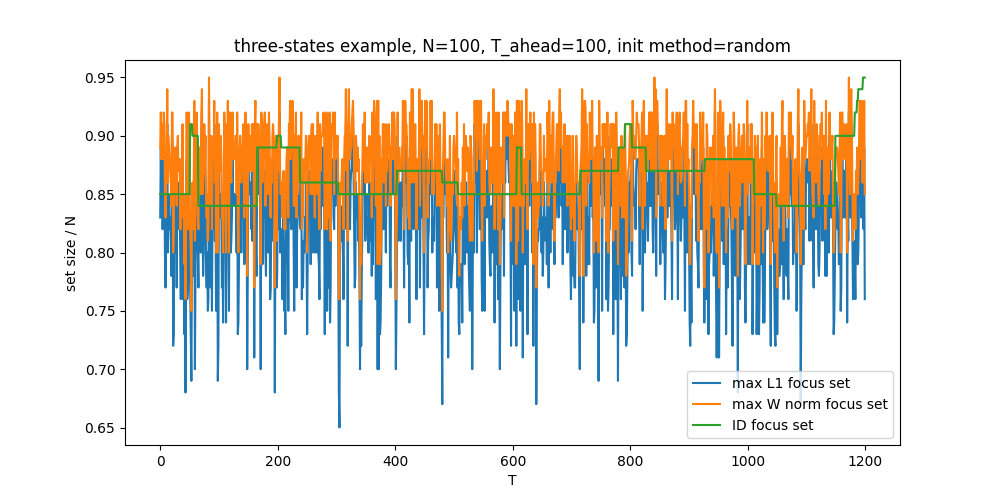 three-states example, N=100, T_ahead=100, init method=random
set size / N
0.95
0.90
0.85
0.80
0.75
0.70
0.65
0
200
400
600
800
1000
1200
T
max L1 focus set
max W norm focus set
ID focus set